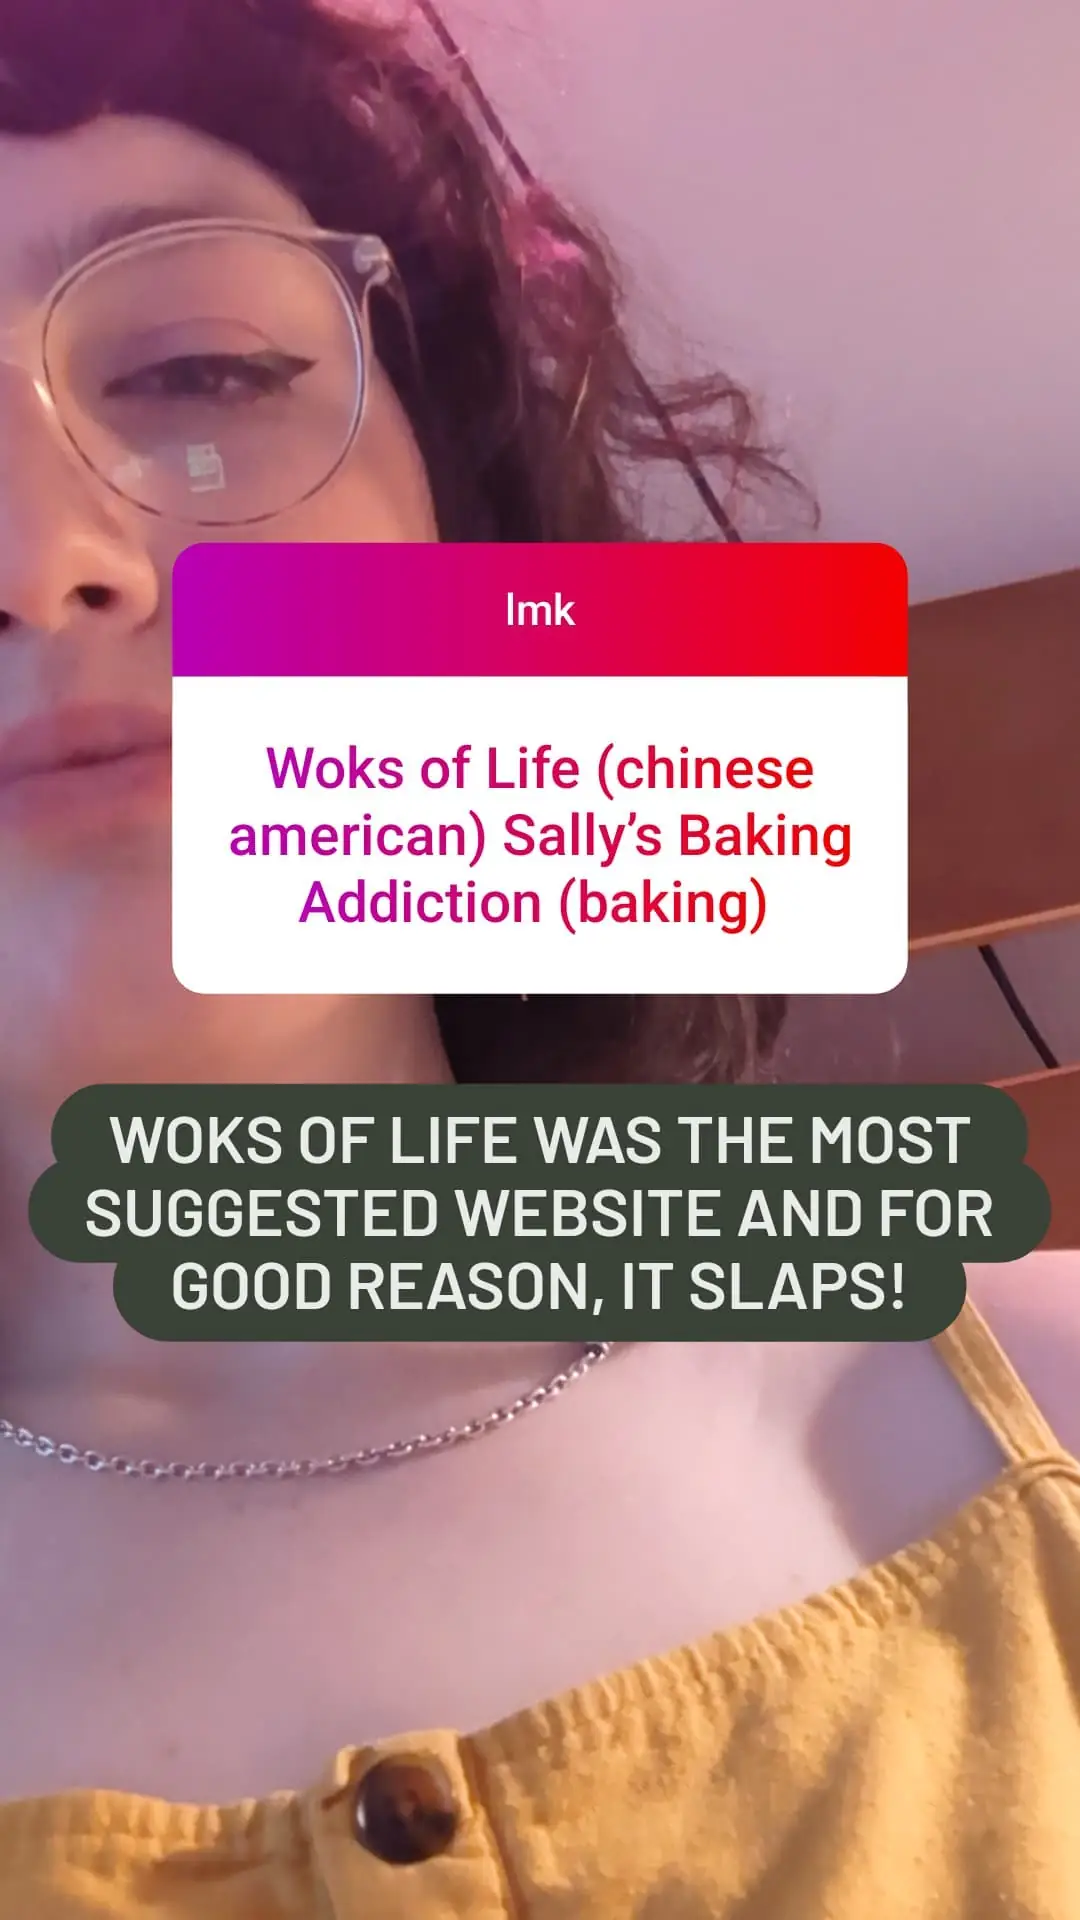 lmk
Woks of Life (chinese
american) Sally’s Baking
Addiction (baking)
WOKS OF LIFE WAS THE MOST
SUGGESTED WEBSITE AND FOR
GOOD REASON, IT SLAPS!